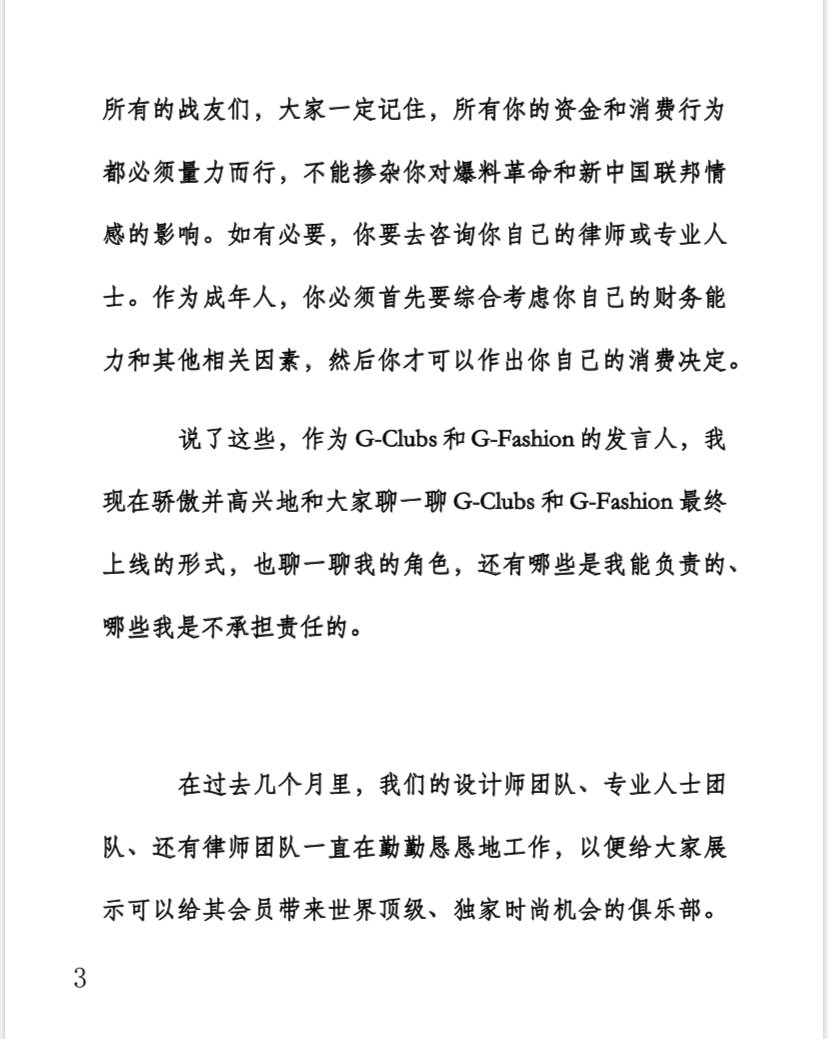 所有的战友们，大家一定记住，所有你的资金和消费行为
都必须量力而行，不能掺杂你对爆料革命和新中国联邦情
感的影响。如有必要，你要去咨询你自己的律师或专业人
士。作为成年人，你必须首先要综合考虑你自己的财务能
力和其他相关因素，然后你才可以作出你自己的消费决定。
说了这些，作为 G-Clubs 和 G-Fashion 的发言人，我
现在骄傲并高兴地和大家聊一聊 G-Clubs 和 G-Fashion 最终
上线的形式，也聊一聊我的角色，还有哪些是我能负责的、
哪些我是不承担责任的。
在过去几个月里，我们的设计师团队、专业人士团
队、还有律师团队一直在勤勤恳恳地工作，以便给大家展
示可以给其会员带来世界顶级、独家时尚机会的俱乐部。
3